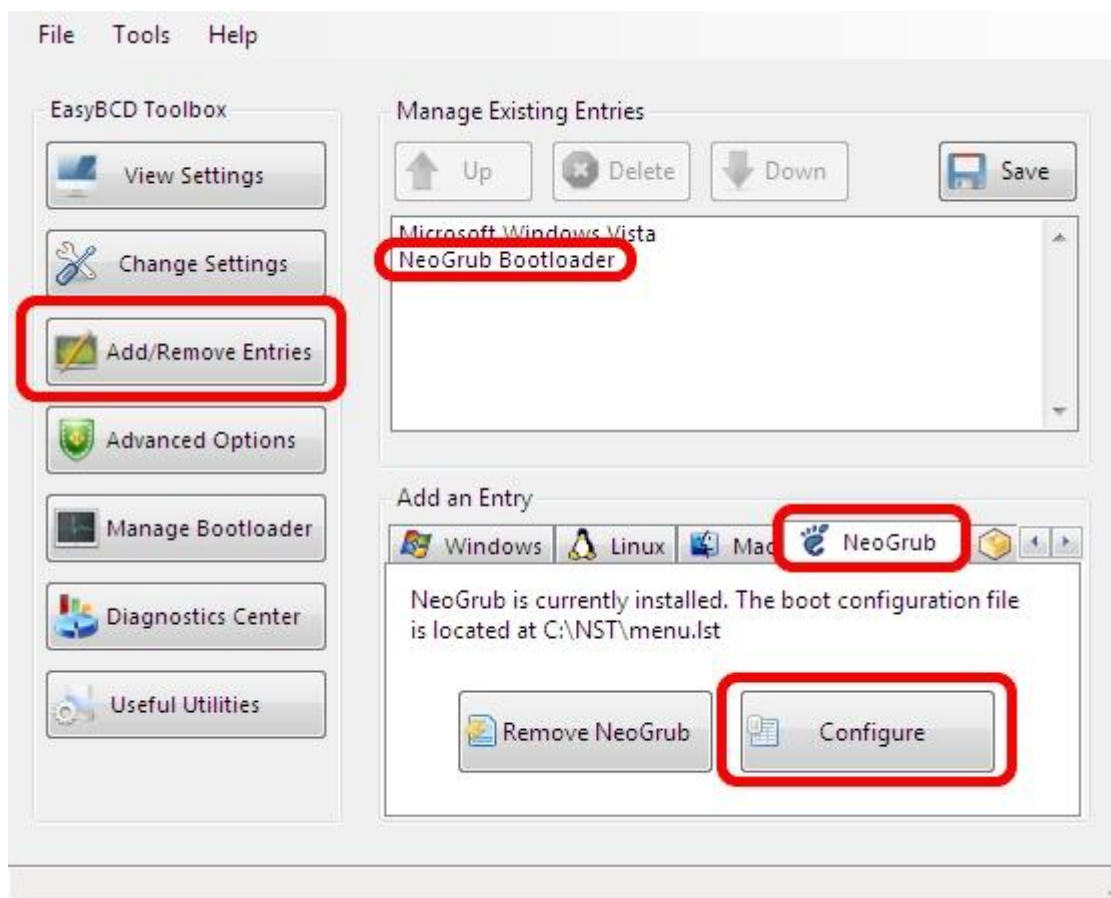 File Tools Help
EasyBCD Toolbox
View Settings
Change Settings
Add/Remove Entries
Advanced Options
Manage Bootloader
Diagnostics Center
Useful Utilities
Manage Existing Entries
Up Delete Down Save
Microsoft Windows Vista
NeoGrub Bootloader
Add an Entry
Windows Linux Mac NeoGrub
NeoGrub is currently installed. The boot configuration file
is located at C:\NST\menu.lst
Remove NeoGrub Configure